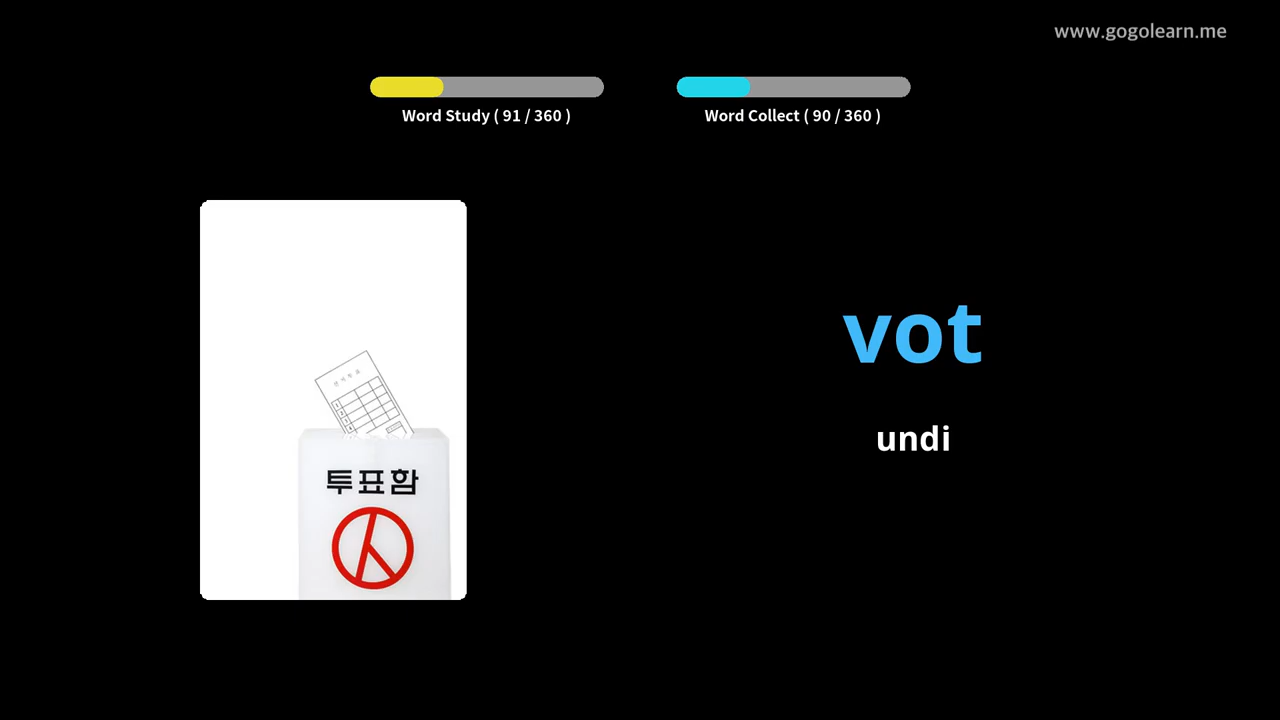 www.gogolearn.me
Word Study ( 91 / 360 )
Word Collect ( 90 / 360 )
vot
undi
투표함